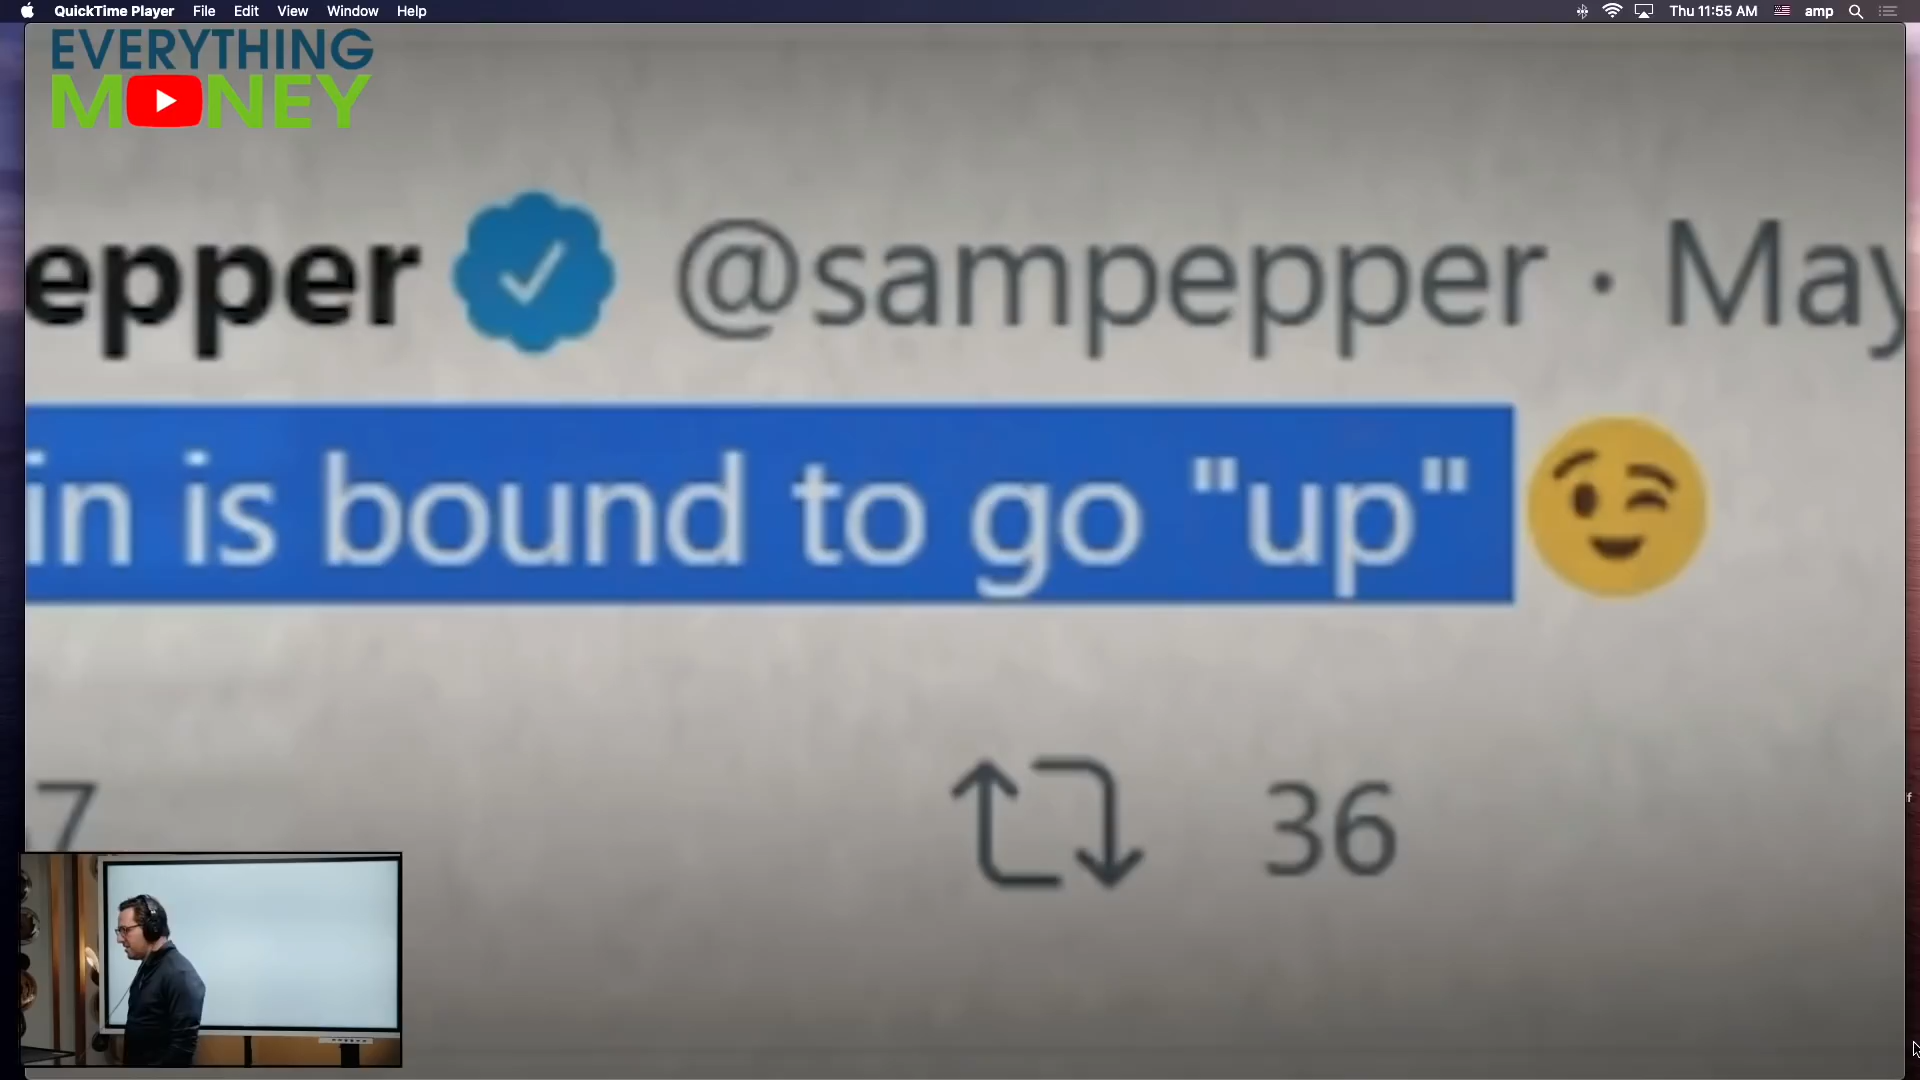 QuickTime Player File Edit View Window Help Thu 11:55 AM amp
EVERYTHING
MONEY
epper @sampepper · May
in is bound to go "up"
7 36
f